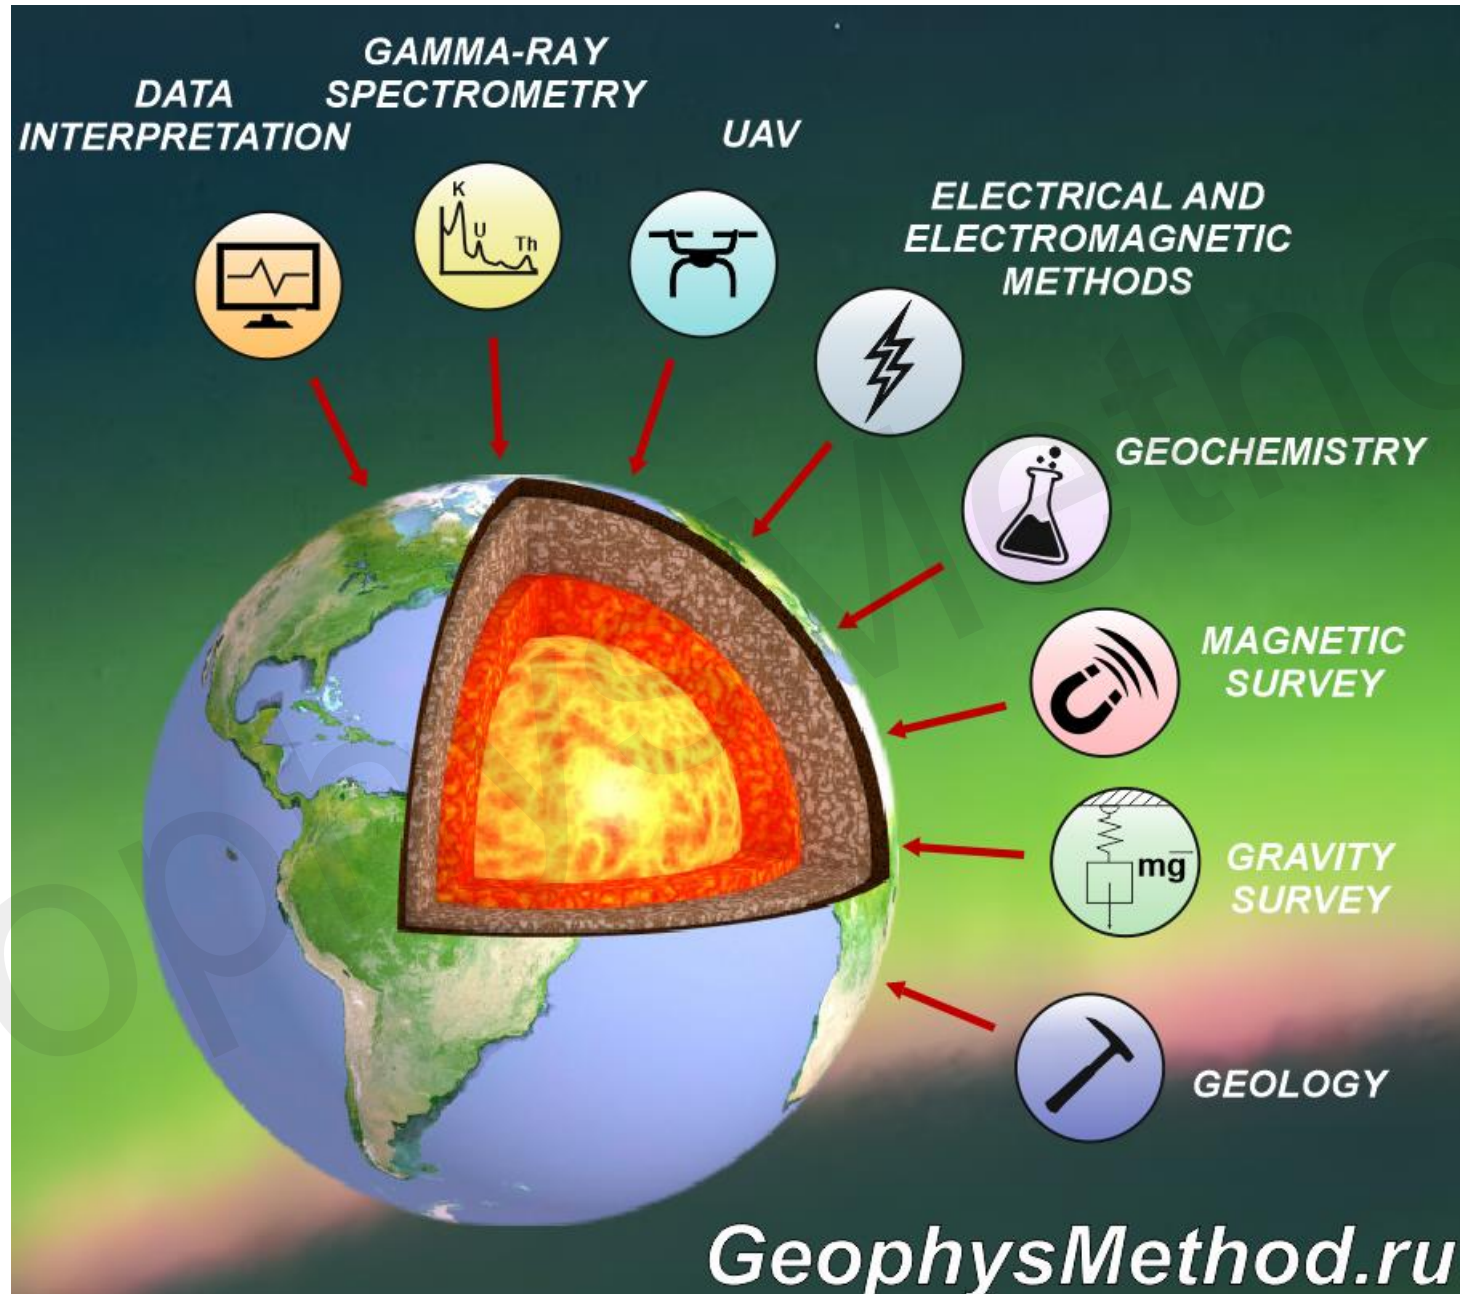 GAMMA-RAY
SPECTROMETRY
DATA
INTERPRETATION
UAV
ELECTRICAL AND
ELECTROMAGNETIC
METHODS
K
U
Th
GEOCHEMISTRY
MAGNETIC
SURVEY
mg
GRAVITY
SURVEY
GEOLOGY
GeophysMethod.ru
ophysMetho